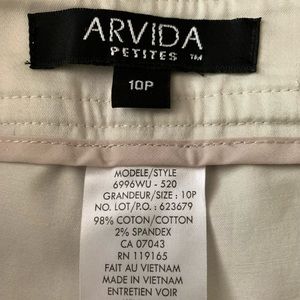 ARVIDA
PETITES ™
10P
MODELE/STYLE
6996WU - 520
GRANDEUR/SIZE : 10P
NO. LOT/P.O. : 623679
98% COTON/COTTON
2% SPANDEX
CA 07043
RN 119165
FAIT AU VIETNAM
MADE IN VIETNAM
ENTRETIEN VOIR